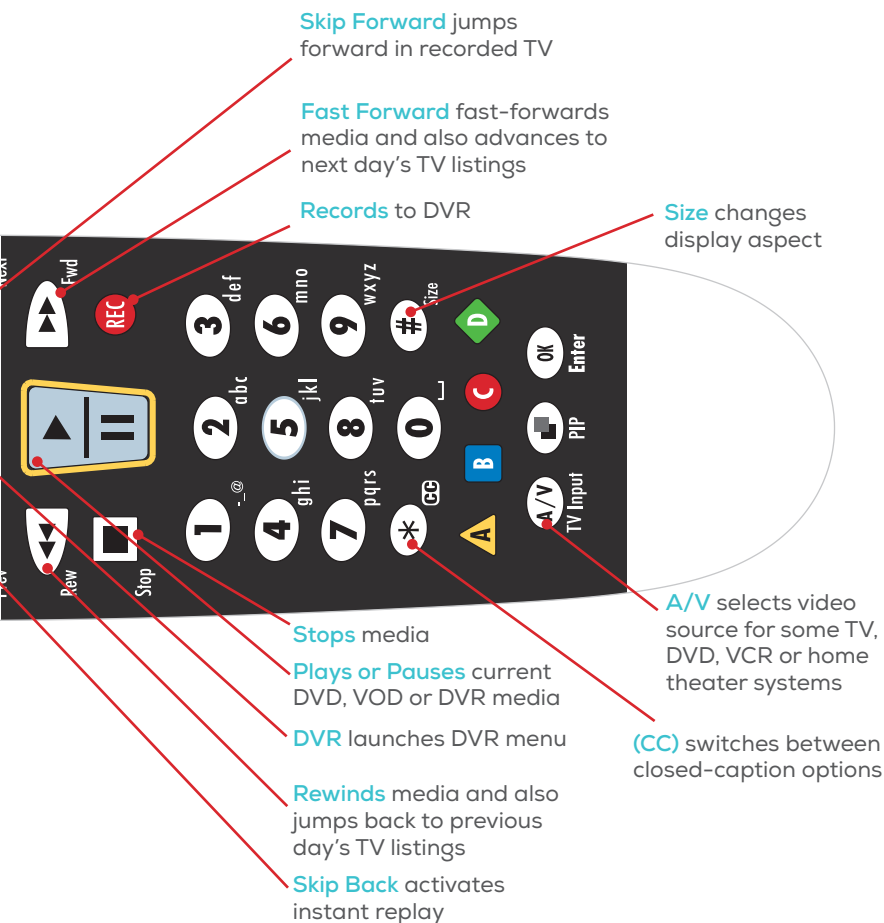 Skip Forward jumps
forward in recorded TV
Fast Forward fast-forwards
media and also advances to
next day's TV listings
Records to DVR
Size changes
display aspect
Fwd
REC
3 def
6 mno
9 wxyz
# Size
D
2 abc
5 jkl
8 tuv
0
C
OK
Enter
PIP
B
Rew
Stop
1 -_@
4 ghi
7 pqrs
* CC
A
A/V
TV Input
Stops media
Plays or Pauses current
DVD, VOD or DVR media
DVR launches DVR menu
Rewinds media and also
jumps back to previous
day's TV listings
Skip Back activates
instant replay
A/V selects video
source for some TV,
DVD, VCR or home
theater systems
(CC) switches between
closed-caption options